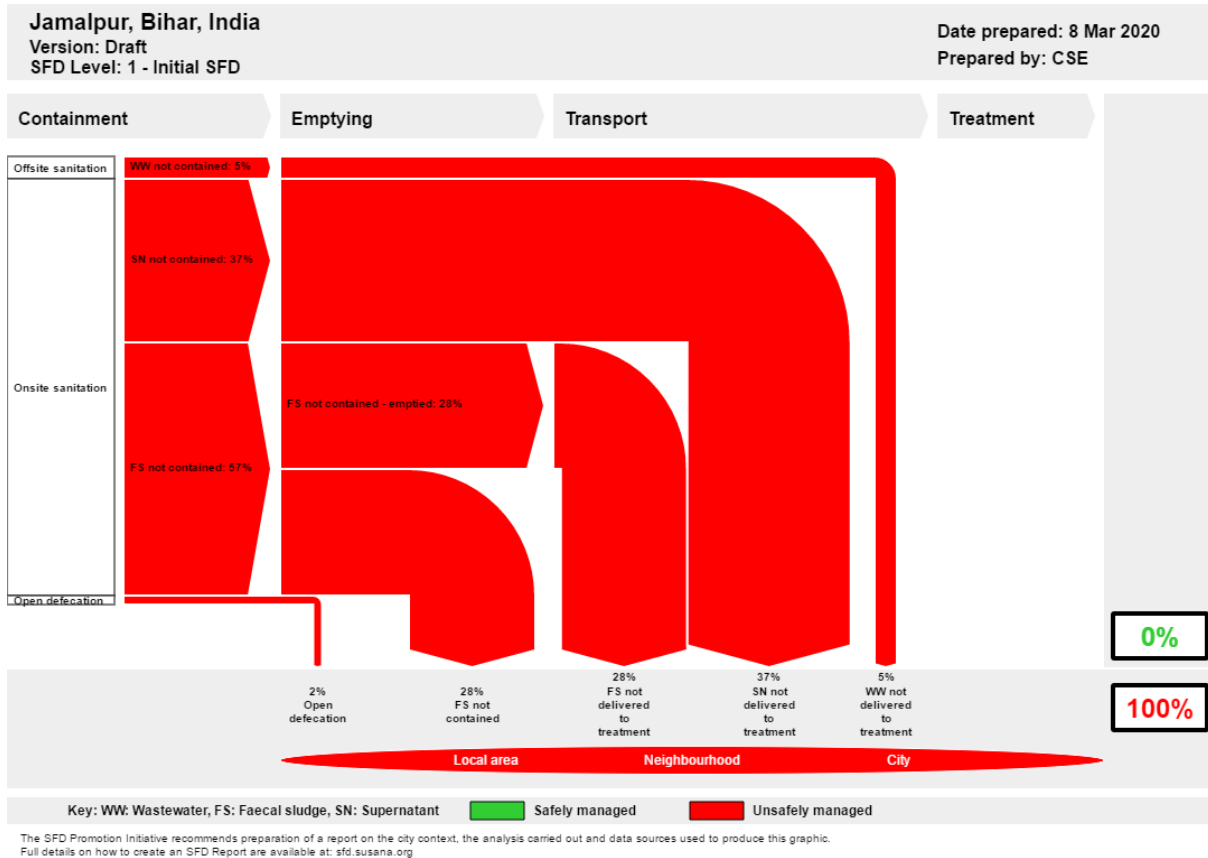 Jamalpur, Bihar, India
Version: Draft
SFD Level: 1 - Initial SFD
Date prepared: 8 Mar 2020
Prepared by: CSE
Containment
Emptying
Transport
Treatment
Offsite sanitation
WW not contained: 5%
SN not contained: 37%
Onsite sanitation
FS not contained - emptied: 28%
FS not contained: 57%
Open defecation
0%
100%
2%
Open
defecation
28%
FS not
contained
28%
FS not
delivered
to
treatment
37%
SN not
delivered
to
treatment
5%
WW not
delivered
to
treatment
Local area
Neighbourhood
City
Key: WW: Wastewater, FS: Faecal sludge, SN: Supernatant
Safely managed
Unsafely managed
The SFD Promotion Initiative recommends preparation of a report on the city context, the analysis carried out and data sources used to produce this graphic.
Full details on how to create an SFD Report are available at: sfd.susana.org